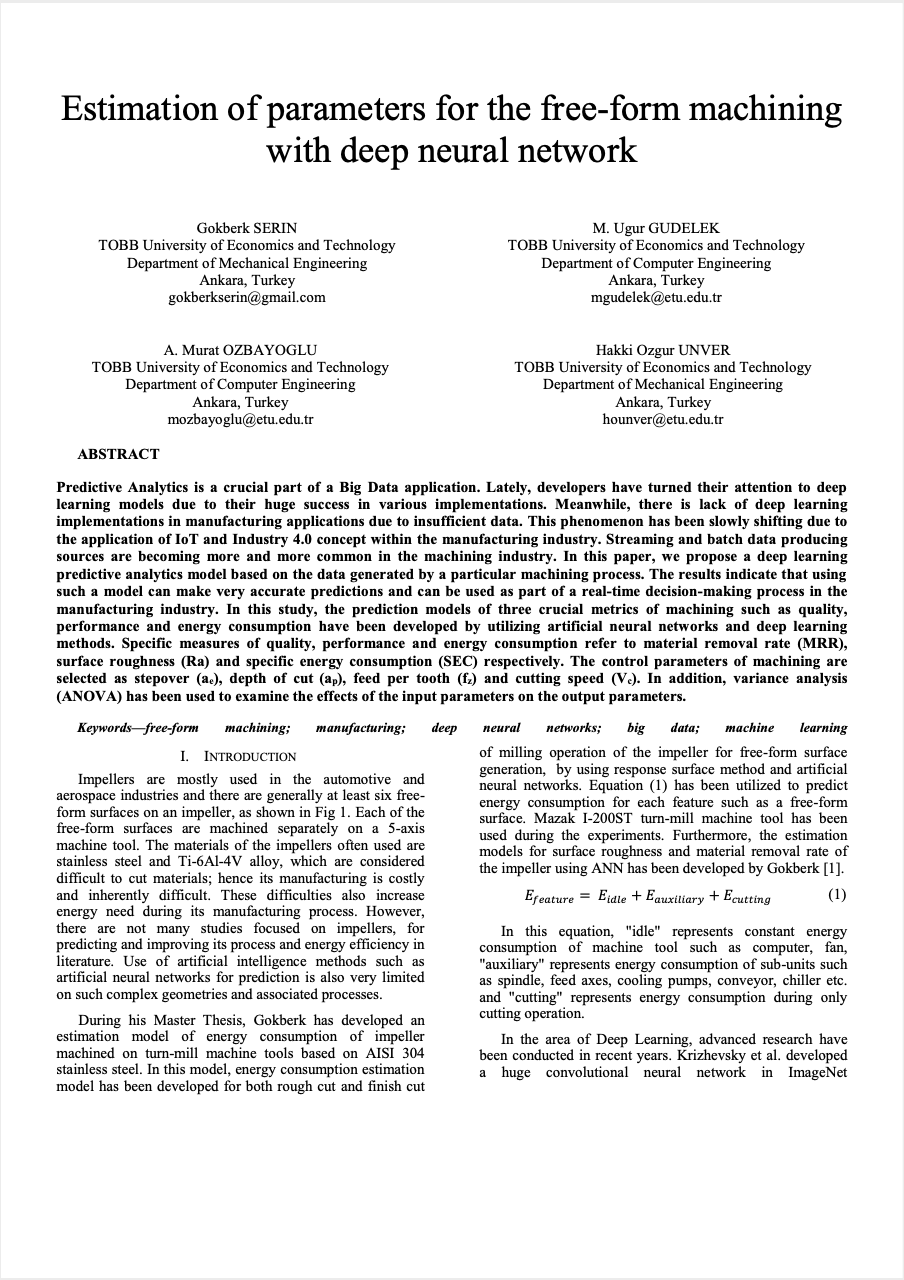 Estimation of parameters for the free-form machining
with deep neural network
Gokberk SERIN
TOBB University of Economics and Technology
Department of Mechanical Engineering
Ankara, Turkey
gokberkserin@gmail.com
M. Ugur GUDELEK
TOBB University of Economics and Technology
Department of Computer Engineering
Ankara, Turkey
mgudelek@etu.edu.tr
A. Murat OZBAYOGLU
TOBB University of Economics and Technology
Department of Computer Engineering
Ankara, Turkey
mozbayoglu@etu.edu.tr
Hakki Ozgur UNVER
TOBB University of Economics and Technology
Department of Mechanical Engineering
Ankara, Turkey
hounver@etu.edu.tr
ABSTRACT
Predictive Analytics is a crucial part of a Big Data application. Lately, developers have turned their attention to deep
learning models due to their huge success in various implementations. Meanwhile, there is lack of deep learning
implementations in manufacturing applications due to insufficient data. This phenomenon has been slowly shifting due to
the application of IoT and Industry 4.0 concept within the manufacturing industry. Streaming and batch data producing
sources are becoming more and more common in the machining industry. In this paper, we propose a deep learning
predictive analytics model based on the data generated by a particular machining process. The results indicate that using
such a model can make very accurate predictions and can be used as part of a real-time decision-making process in the
manufacturing industry. In this study, the prediction models of three crucial metrics of machining such as quality,
performance and energy consumption have been developed by utilizing artificial neural networks and deep learning
methods. Specific measures of quality, performance and energy consumption refer to material removal rate (MRR),
surface roughness (Ra) and specific energy consumption (SEC) respectively. The control parameters of machining are
selected as stepover (ae), depth of cut (ap), feed per tooth (fz) and cutting speed (Vc). In addition, variance analysis
(ANOVA) has been used to examine the effects of the input parameters on the output parameters.
Keywords—free-form machining; manufacturing; deep neural networks; big data; machine learning
I. INTRODUCTION
Impellers are mostly used in the automotive and
aerospace industries and there are generally at least six free-
form surfaces on an impeller, as shown in Fig 1. Each of the
free-form surfaces are machined separately on a 5-axis
machine tool. The materials of the impellers often used are
stainless steel and Ti-6Al-4V alloy, which are considered
difficult to cut materials; hence its manufacturing is costly
and inherently difficult. These difficulties also increase
energy need during its manufacturing process. However,
there are not many studies focused on impellers, for
predicting and improving its process and energy efficiency in
literature. Use of artificial intelligence methods such as
artificial neural networks for prediction is also very limited
on such complex geometries and associated processes.
During his Master Thesis, Gokberk has developed an
estimation model of energy consumption of impeller
machined on turn-mill machine tools based on AISI 304
stainless steel. In this model, energy consumption estimation
model has been developed for both rough cut and finish cut
of milling operation of the impeller for free-form surface
generation, by using response surface method and artificial
neural networks. Equation (1) has been utilized to predict
energy consumption for each feature such as a free-form
surface. Mazak I-200ST turn-mill machine tool has been
used during the experiments. Furthermore, the estimation
models for surface roughness and material removal rate of
the impeller using ANN has been developed by Gokberk [1].
E_feature = E_idle + E_auxiliary + E_cutting (1)
In this equation, "idle" represents constant energy
consumption of machine tool such as computer, fan,
"auxiliary" represents energy consumption of sub-units such
as spindle, feed axes, cooling pumps, conveyor, chiller etc.
and "cutting" represents energy consumption during only
cutting operation.
In the area of Deep Learning, advanced research have
been conducted in recent years. Krizhevsky et al. developed
a huge convolutional neural network in ImageNet